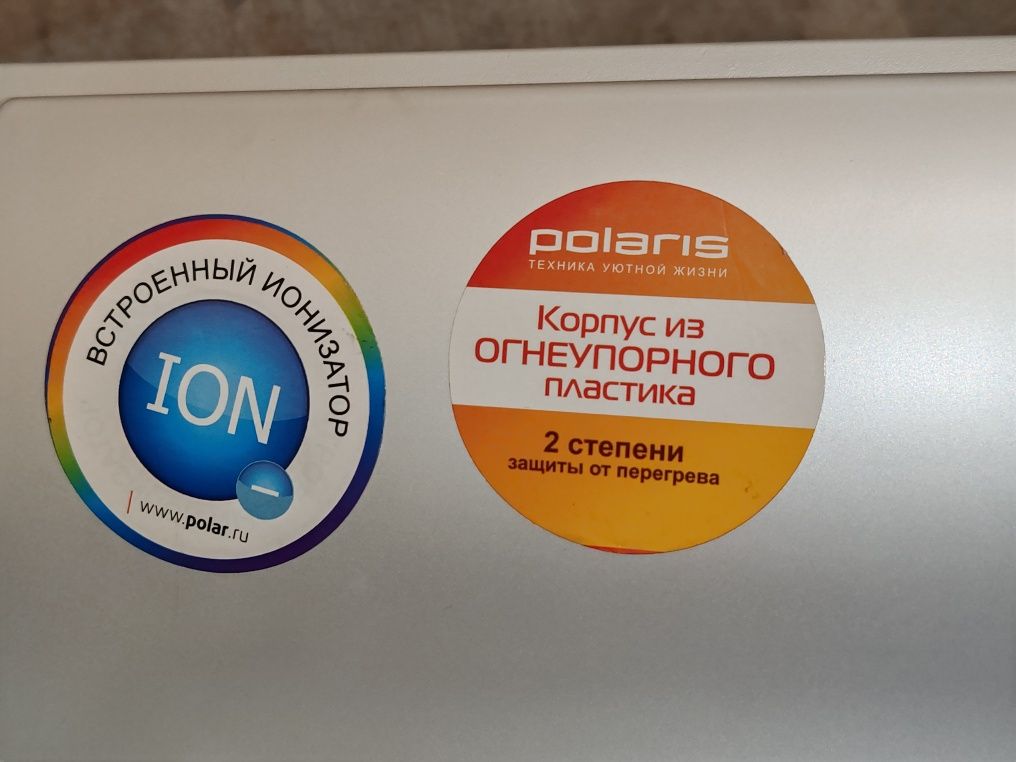 ВСТРОЕННЫЙ ИОНИЗАТОР
ION
–
www.polar.ru
polaris
ТЕХНИКА УЮТНОЙ ЖИЗНИ
Корпус из
ОГНЕУПОРНОГО
пластика
2 степени
защиты от перегрева